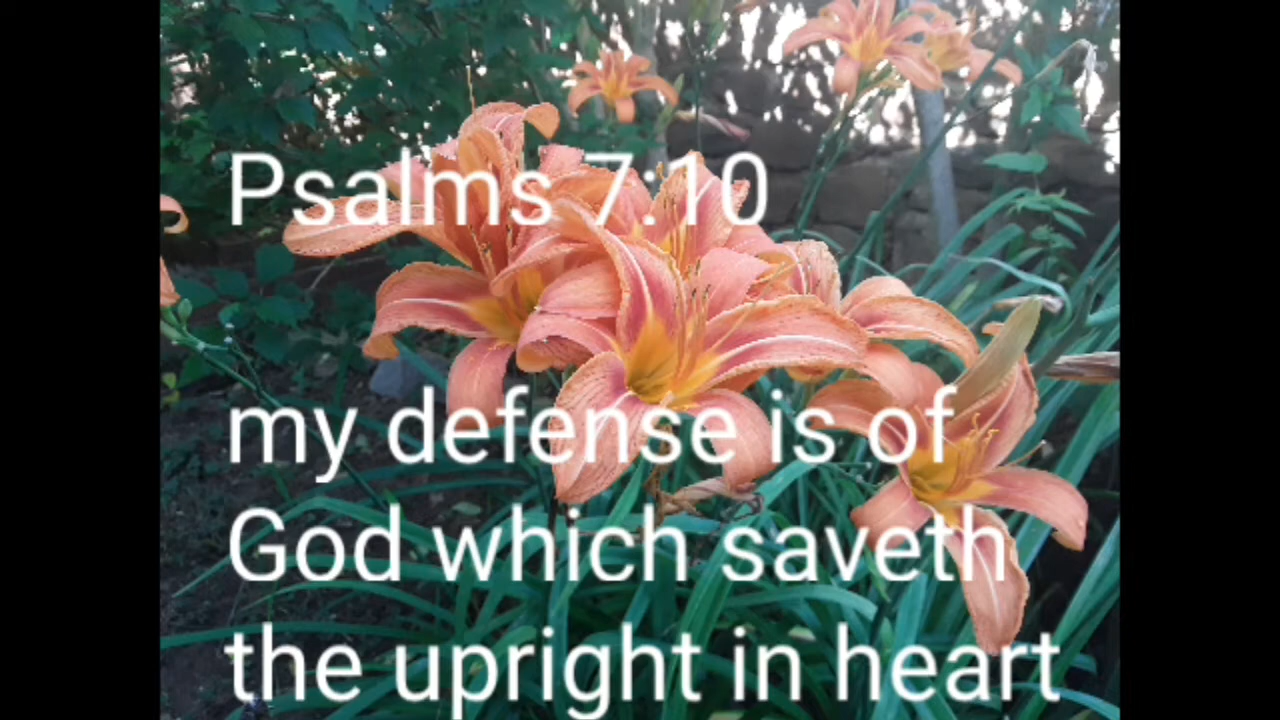 Psalms 7:10
my defense is of
God which saveth
the upright in heart